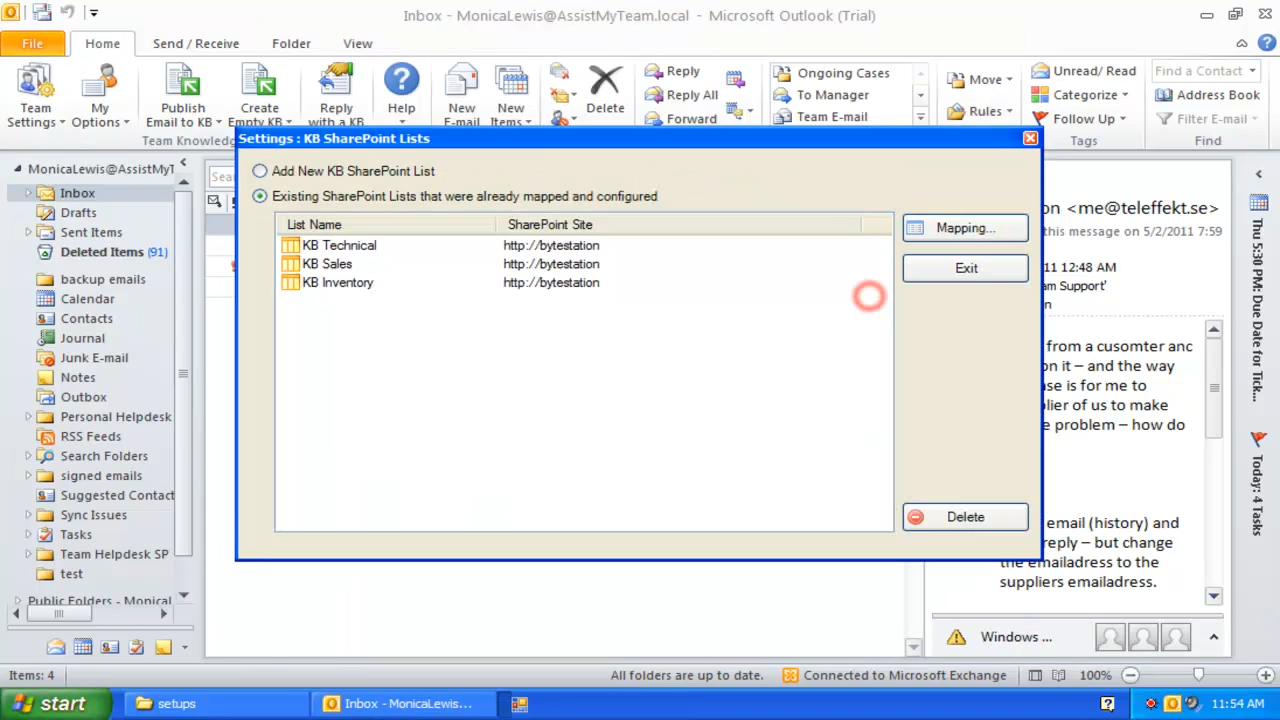 Inbox - MonicaLewis@AssistMyTeam.local - Microsoft Outlook (Trial)
File Home Send / Receive Folder View
Team Settings
My Options
Publish Email to KB
Create Empty KB
Reply with a KB
Help
New E-mail
New Items
Delete
Reply
Reply All
Forward
Ongoing Cases
To Manager
Team E-mail
Move
Rules
Unread/ Read
Categorize
Follow Up
Tags
Find a Contact
Address Book
Filter E-mail
Find
Settings : KB SharePoint Lists
Add New KB SharePoint List
Existing SharePoint Lists that were already mapped and configured
List Name SharePoint Site
KB Technical http://bytestation
KB Sales http://bytestation
KB Inventory http://bytestation
Mapping...
Exit
Delete
MonicaLewis@AssistMyT
Inbox
Drafts
Sent Items
Deleted Items (91)
backup emails
Calendar
Contacts
Journal
Junk E-mail
Notes
Outbox
Personal Helpdesk
RSS Feeds
Search Folders
signed emails
Suggested Contact
Sync Issues
Tasks
Team Helpdesk SP
test
Public Folders - Monical
on <me@teleffekt.se>
this message on 5/2/2011 7:59
11 12:48 AM
am Support'
n
from a cusomter anc
on it – and the way
ase is for me to
plier of us to make
e problem – how do
email (history) and
reply – but change
the emailadress to the
suppliers emailadress.
Windows ...
Thu 5:30 PM: Due Date for Tick...
Today: 4 Tasks
Items: 4
All folders are up to date. Connected to Microsoft Exchange 100%
start setups Inbox - MonicaLewis... 11:54 AM